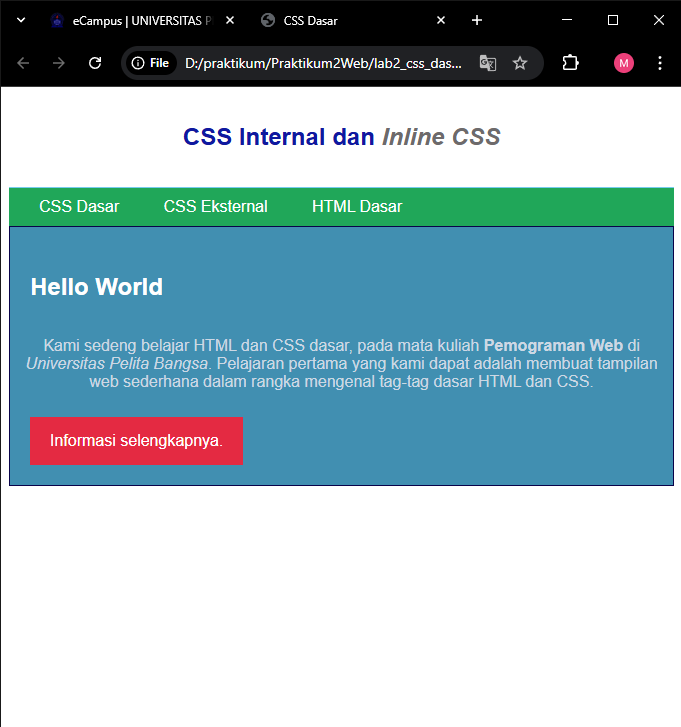 eCampus | UNIVERSITAS P
CSS Dasar
File D:/praktikum/Praktikum2Web/lab2_css_das...
M
CSS Internal dan Inline CSS
CSS Dasar CSS Eksternal HTML Dasar
Hello World
Kami sedeng belajar HTML dan CSS dasar, pada mata kuliah Pemograman Web di
Universitas Pelita Bangsa. Pelajaran pertama yang kami dapat adalah membuat tampilan
web sederhana dalam rangka mengenal tag-tag dasar HTML dan CSS.
Informasi selengkapnya.